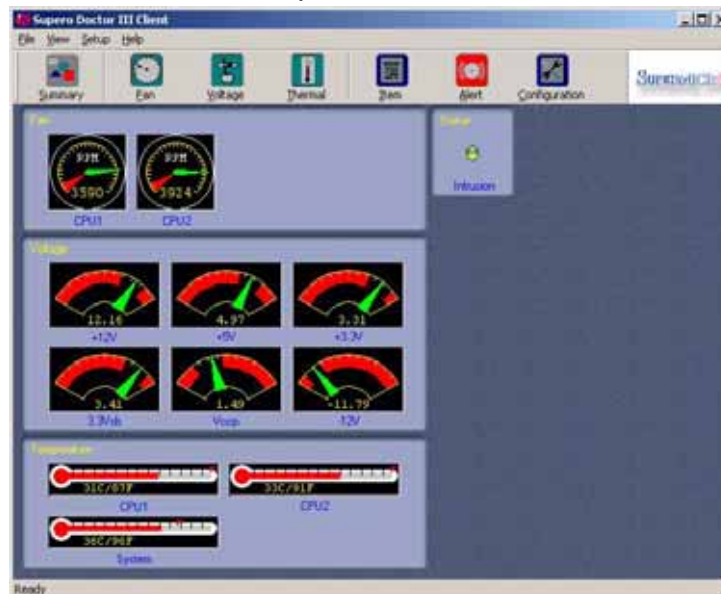 Supero Doctor III Client
File View Setup Help
Summary Fan Voltage Thermal Item Alert Configuration
Fan
RPM RPM
3590 3924
CPU1 CPU2
Intrusion
Voltage
12.16 4.97 3.31
+12V +5V +3.3V
3.41 1.49 -11.79
3.3Vsb Vccp -12V
Temperature
31C/87F 33C/91F
CPU1 CPU2
36C/96F
System
Ready